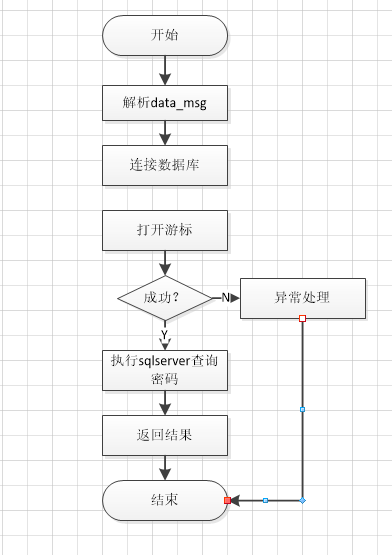 开始
解析data_msg
连接数据库
打开游标
成功？
N
异常处理
Y
执行sqlserver查询
密码
返回结果
结束